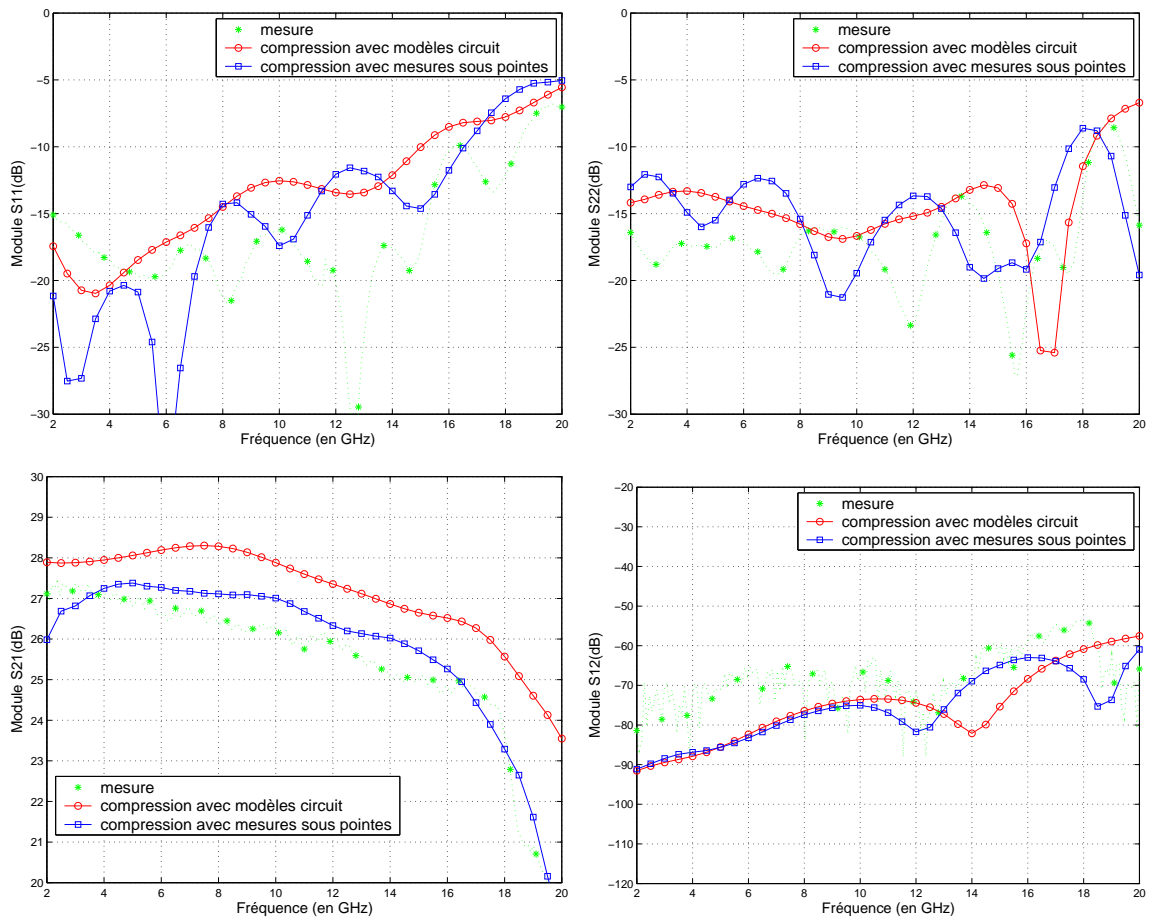 0
−5
−10
−15
−20
−25
−30
Module S11(dB)
mesure
compression avec modèles circuit
compression avec mesures sous pointes
2 4 6 8 10 12 14 16 18 20
Fréquence (en GHz)
0
−5
−10
−15
−20
−25
−30
Module S22(dB)
mesure
compression avec modèles circuit
compression avec mesures sous pointes
2 4 6 8 10 12 14 16 18 20
Fréquence (en GHz)
30
29
28
27
26
25
24
23
22
21
20
Module S21(dB)
mesure
compression avec modèles circuit
compression avec mesures sous pointes
2 4 6 8 10 12 14 16 18 20
Fréquence (en GHz)
−20
−30
−40
−50
−60
−70
−80
−90
−100
−110
−120
Module S12(dB)
mesure
compression avec modèles circuit
compression avec mesures sous pointes
2 4 6 8 10 12 14 16 18 20
Fréquence (en GHz)